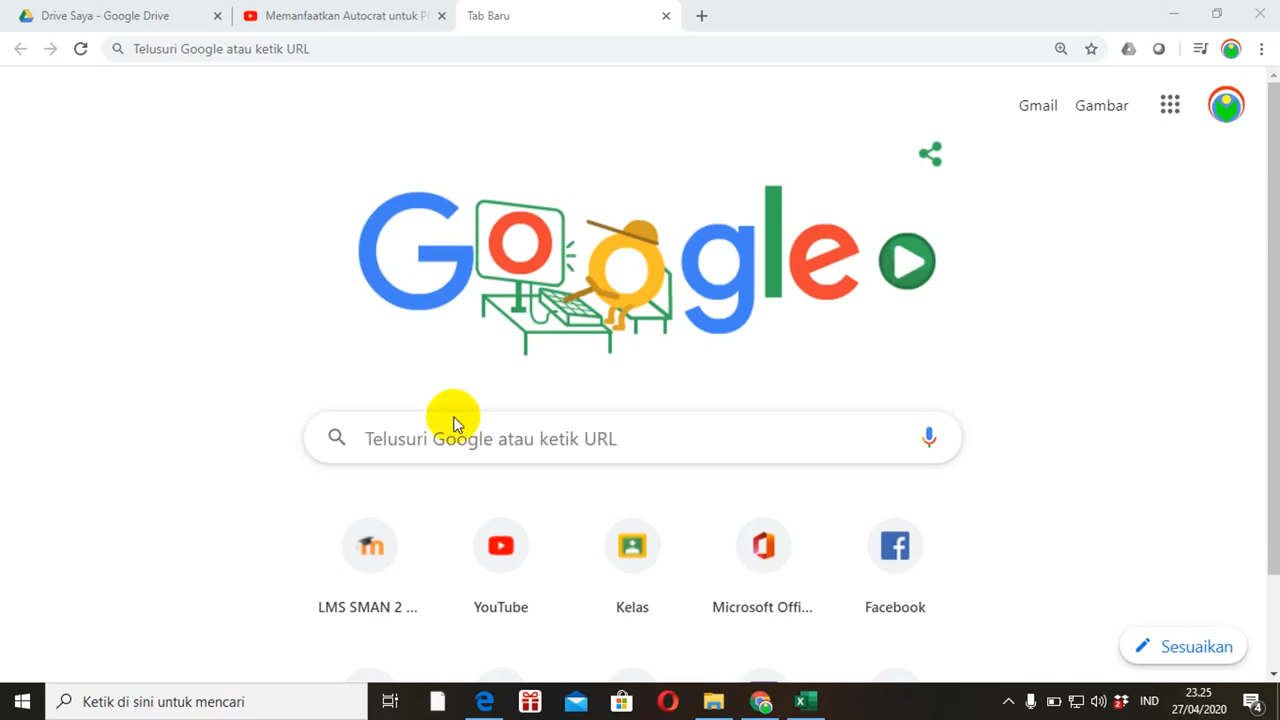 Drive Saya - Google Drive
Memanfaatkan Autocrat untuk P
Tab Baru
Telusuri Google atau ketik URL
Gmail
Gambar
Google
Telusuri Google atau ketik URL
LMS SMAN 2 ...
YouTube
Kelas
Microsoft Offi...
Facebook
Sesuaikan
Ketik di sini untuk mencari
IND
23.25
27/04/2020
4